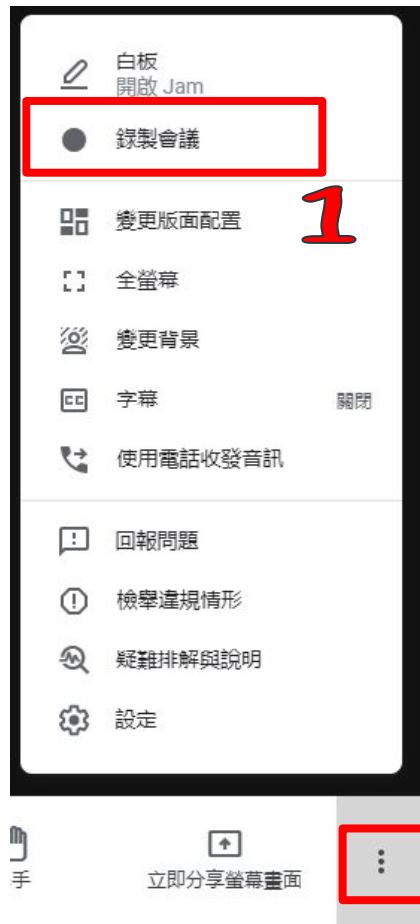 白板
開啟 Jam
錄製會議
1
變更版面配置
全螢幕
變更背景
CC 字幕 關閉
使用電話收發音訊
回報問題
檢舉違規情形
疑難排解與說明
設定
手 立即分享螢幕畫面